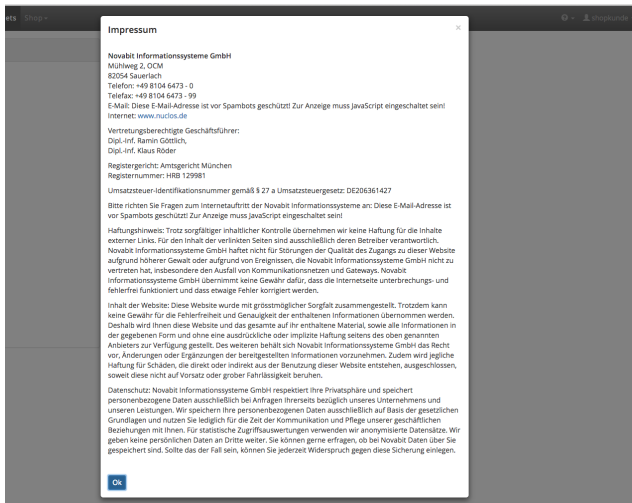 ets Shop
shopkunde
Impressum
×
Novabit Informationssysteme GmbH
Mühlweg 2, OCM
82054 Sauerlach
Telefon: +49 8104 6473 - 0
Telefax: +49 8104 6473 - 99
E-Mail: Diese E-Mail-Adresse ist vor Spambots geschützt! Zur Anzeige muss JavaScript eingeschaltet sein!
Internet: www.nuclos.de
Vertretungsberechtigte Geschäftsführer:
Dipl.-Inf. Ramin Göttlich,
Dipl.-Inf. Klaus Röder
Registergericht: Amtsgericht München
Registernummer: HRB 129981
Umsatzsteuer-Identifikationsnummer gemäß § 27 a Umsatzsteuergesetz: DE206361427
Bitte richten Sie Fragen zum Internetauftritt der Novabit Informationssysteme an: Diese E-Mail-Adresse ist
vor Spambots geschützt! Zur Anzeige muss JavaScript eingeschaltet sein!
Haftungshinweis: Trotz sorgfältiger inhaltlicher Kontrolle übernehmen wir keine Haftung für die Inhalte
externer Links. Für den Inhalt der verlinkten Seiten sind ausschließlich deren Betreiber verantwortlich.
Novabit Informationssysteme GmbH haftet nicht für Störungen der Qualität des Zugangs zu dieser Website
aufgrund höherer Gewalt oder aufgrund von Ereignissen, die Novabit Informationssysteme GmbH nicht zu
vertreten hat, insbesondere den Ausfall von Kommunikationsnetzen und Gateways. Novabit
Informationssysteme GmbH übernimmt keine Gewähr dafür, dass die Internetseite unterbrechungs- und
fehlerfrei funktioniert und dass etwaige Fehler korrigiert werden.
Inhalt der Website: Diese Website wurde mit grösstmöglicher Sorgfalt zusammengestellt. Trotzdem kann
keine Gewähr für die Fehlerfreiheit und Genauigkeit der enthaltenen Informationen übernommen werden.
Deshalb wird Ihnen diese Website und das gesamte auf ihr enthaltene Material, sowie alle Informationen in
der gegebenen Form und ohne eine ausdrückliche oder implizite Haftung seitens des oben genannten
Anbieters zur Verfügung gestellt. Des weiteren behält sich Novabit Informationssysteme GmbH das Recht
vor, Änderungen oder Ergänzungen der bereitgestellten Informationen vorzunehmen. Zudem wird jegliche
Haftung für Schäden, die direkt oder indirekt aus der Benutzung dieser Website entstehen, ausgeschlossen,
soweit diese nicht auf Vorsatz oder grober Fahrlässigkeit beruhen.
Datenschutz: Novabit Informationssysteme GmbH respektiert Ihre Privatsphäre und speichert
personenbezogene Daten ausschließlich bei Anfragen Ihrerseits bezüglich unseres Unternehmens und
unseren Leistungen. Wir speichern Ihre personenbezogenen Daten ausschließlich auf Basis der gesetzlichen
Grundlagen und nutzen Sie lediglich für die Zeit der Kommunikation und Pflege unserer geschäftlichen
Beziehungen mit Ihnen. Für statistische Zugriffsauswertungen verwenden wir anonymisierte Datensätze. Wir
geben keine persönlichen Daten an Dritte weiter. Sie können gerne erfragen, ob bei Novabit Daten über Sie
gespeichert sind. Sollte das der Fall sein, können Sie jederzeit Widerspruch gegen diese Sicherung einlegen.
Ok